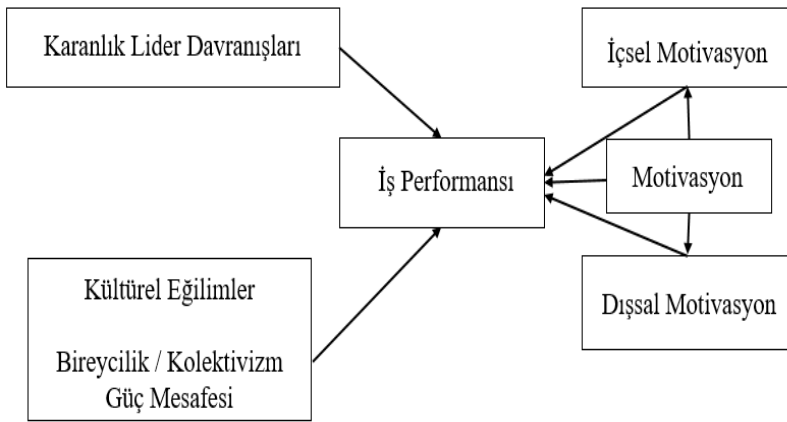 Karanlık Lider Davranışları
İçsel Motivasyon
İş Performansı
Motivasyon
Kültürel Eğilimler
Bireycilik / Kolektivizm
Güç Mesafesi
Dışsal Motivasyon